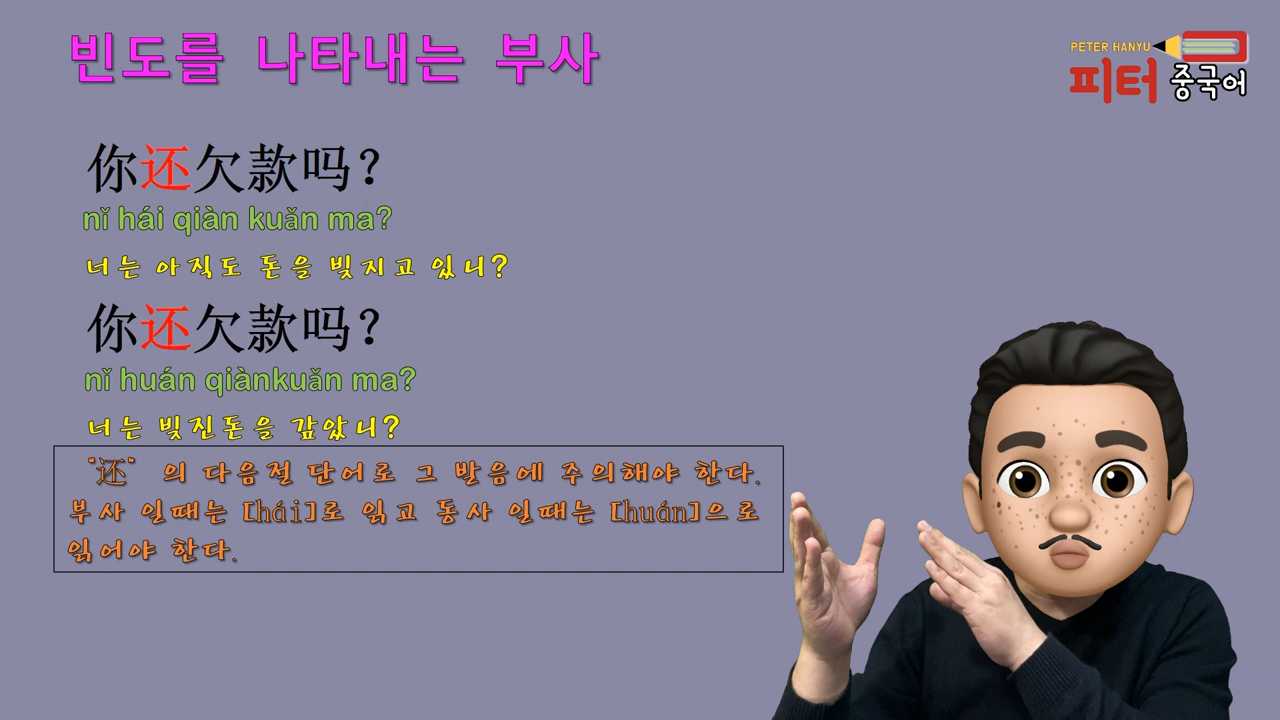 빈도를 나타내는 부사
PETER HANYU
피터 중국어
你还欠款吗？
nǐ hái qiàn kuǎn ma?
너는 아직도 돈을 빚지고 있니?
你还欠款吗？
nǐ huán qiànkuǎn ma?
너는 빚진돈을 갚았니?
"还" 의 다음절 단어로 그 발음에 주의해야 한다.
부사 일때는 [hái]로 읽고 동사 일때는 [huán]으로
읽어야 한다.